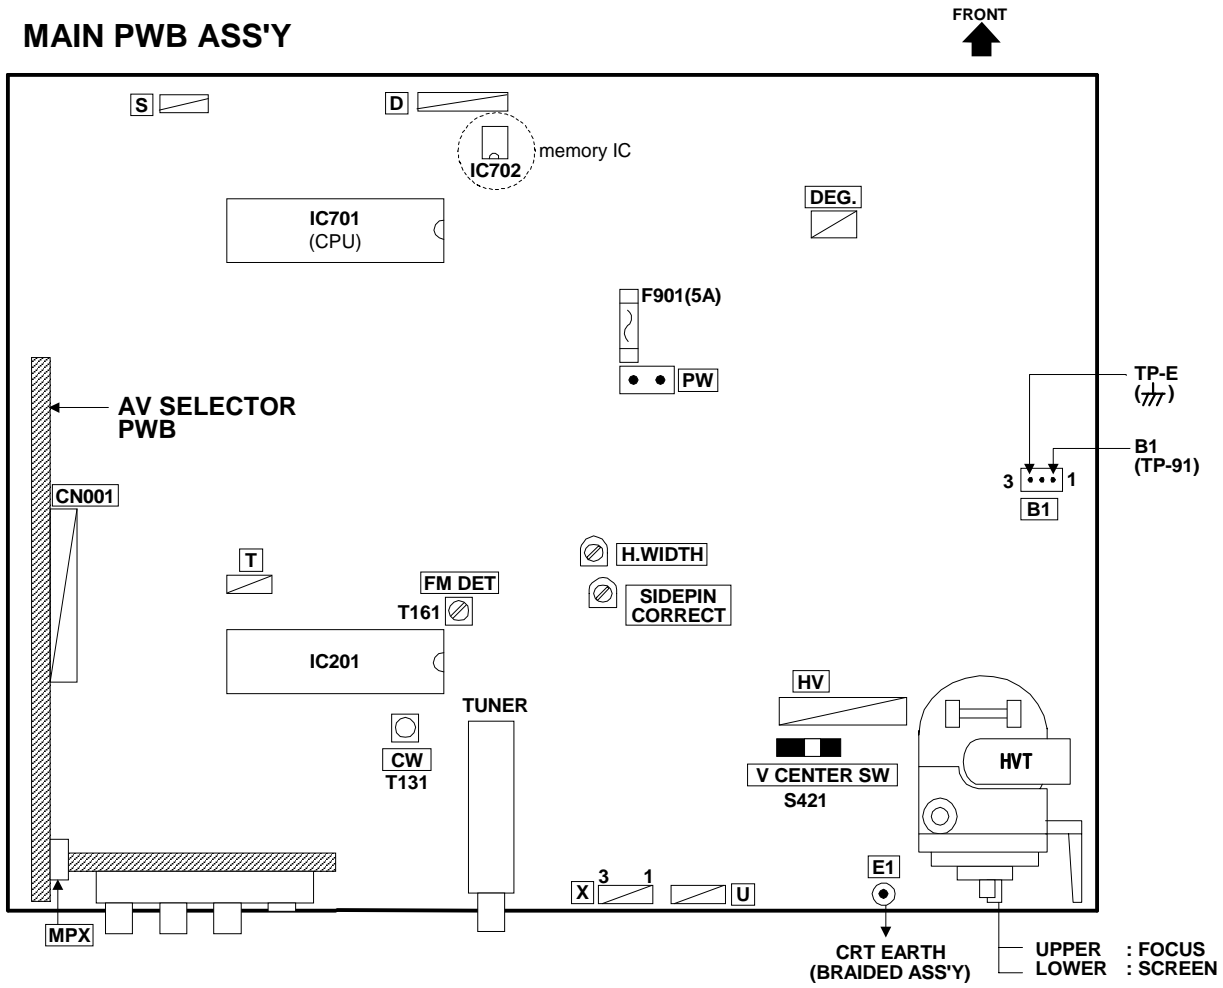 MAIN PWB ASS'Y
FRONT
S
D
memory IC
IC702
IC701
(CPU)
DEG.
F901(5A)
PW
TP-E
( )
B1
(TP-91)
3
1
B1
AV SELECTOR
PWB
CN001
T
FM DET
T161
H.WIDTH
SIDEPIN
CORRECT
IC201
TUNER
HV
CW
T131
V CENTER SW
S421
HVT
3 1
X
U
E1
MPX
CRT EARTH
(BRAIDED ASS'Y)
UPPER : FOCUS
LOWER : SCREEN